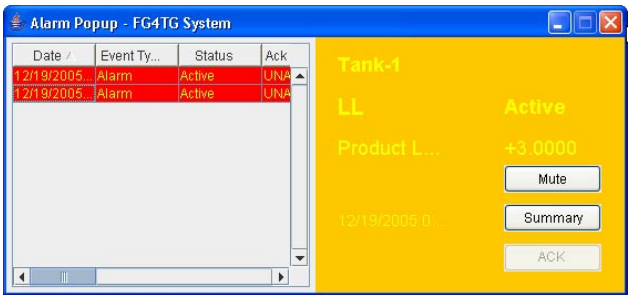 Alarm Popup - FG4TG System
Date Event Ty... Status Ack
12/19/2005... Alarm Active UNA
12/19/2005... Alarm Active UNA
Tank-1
LL Active
Product L... +3.0000
Mute
12/19/2005 0... Summary
ACK